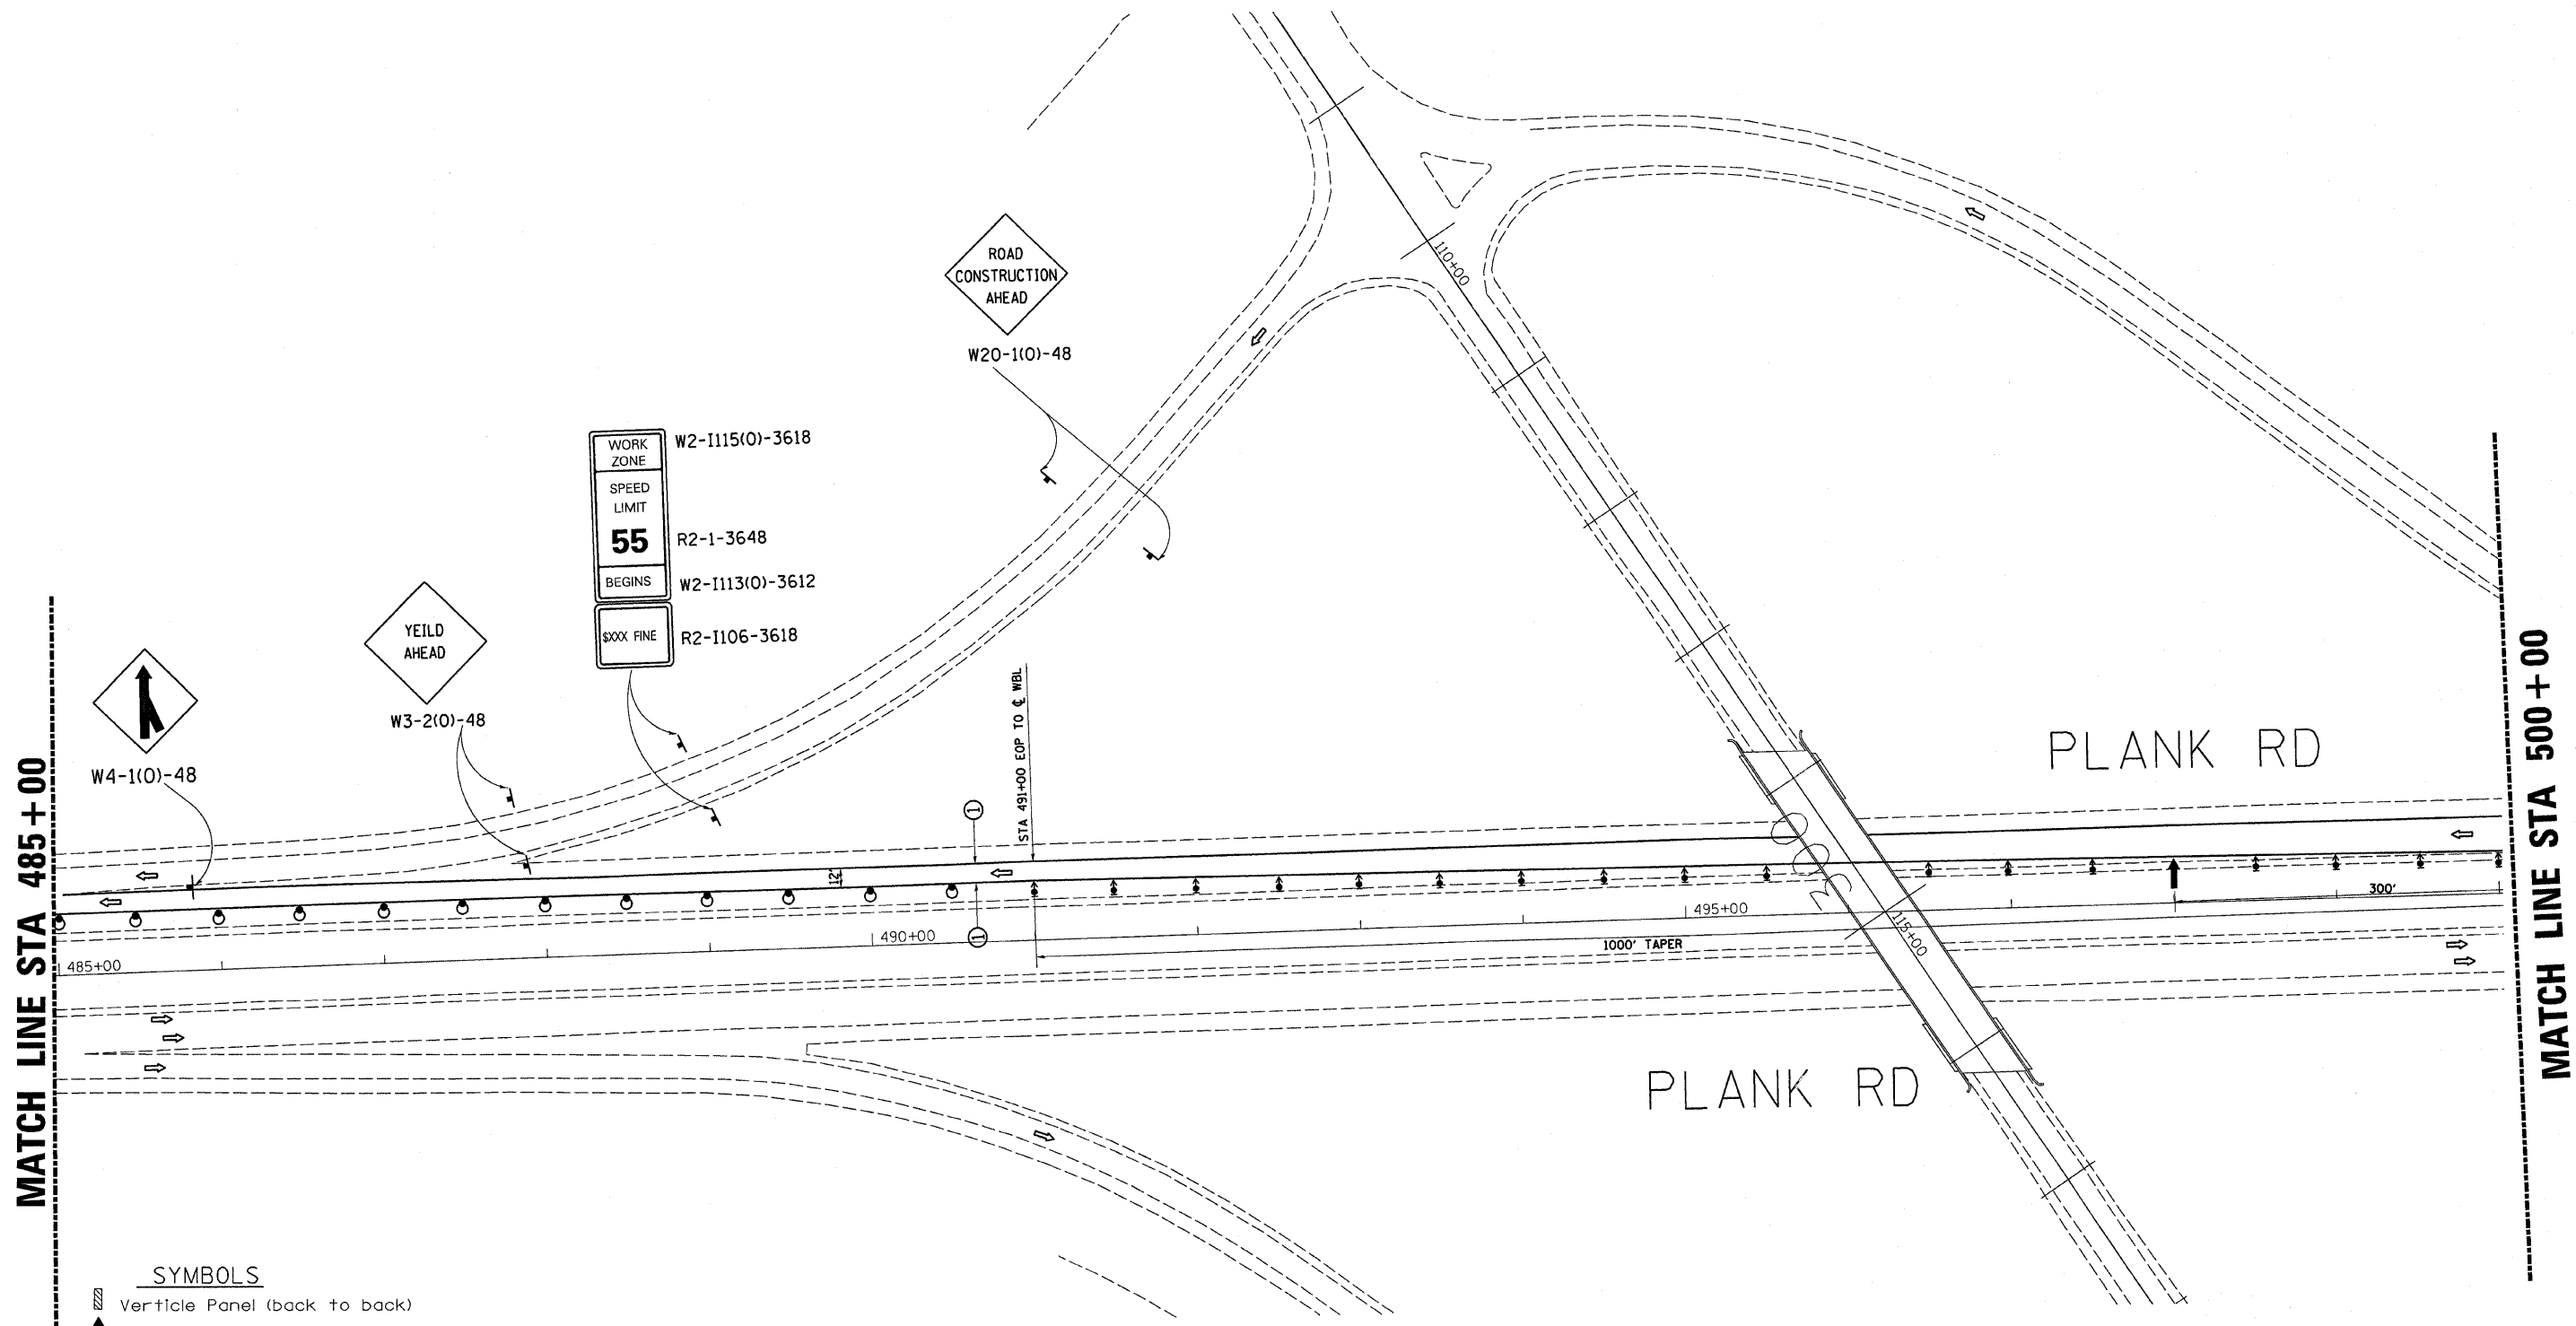 ROAD
CONSTRUCTION
AHEAD
W20-1(O)-48
110+00
WORK
ZONE
W2-I115(O)-3618
SPEED
LIMIT
55
R2-1-3648
BEGINS
W2-I113(O)-3612
$XXX FINE
R2-I106-3618
YEILD
AHEAD
W3-2(O)-48
W4-1(O)-48
STA 491+00 EOP TO ℄ WBL
PLANK RD
MATCH LINE STA 485+00
MATCH LINE STA 500+00
1
12'
300'
495+00
490+00
1
1000' TAPER
115+00
485+00
PLANK RD
SYMBOLS
Verticle Panel (back to back)